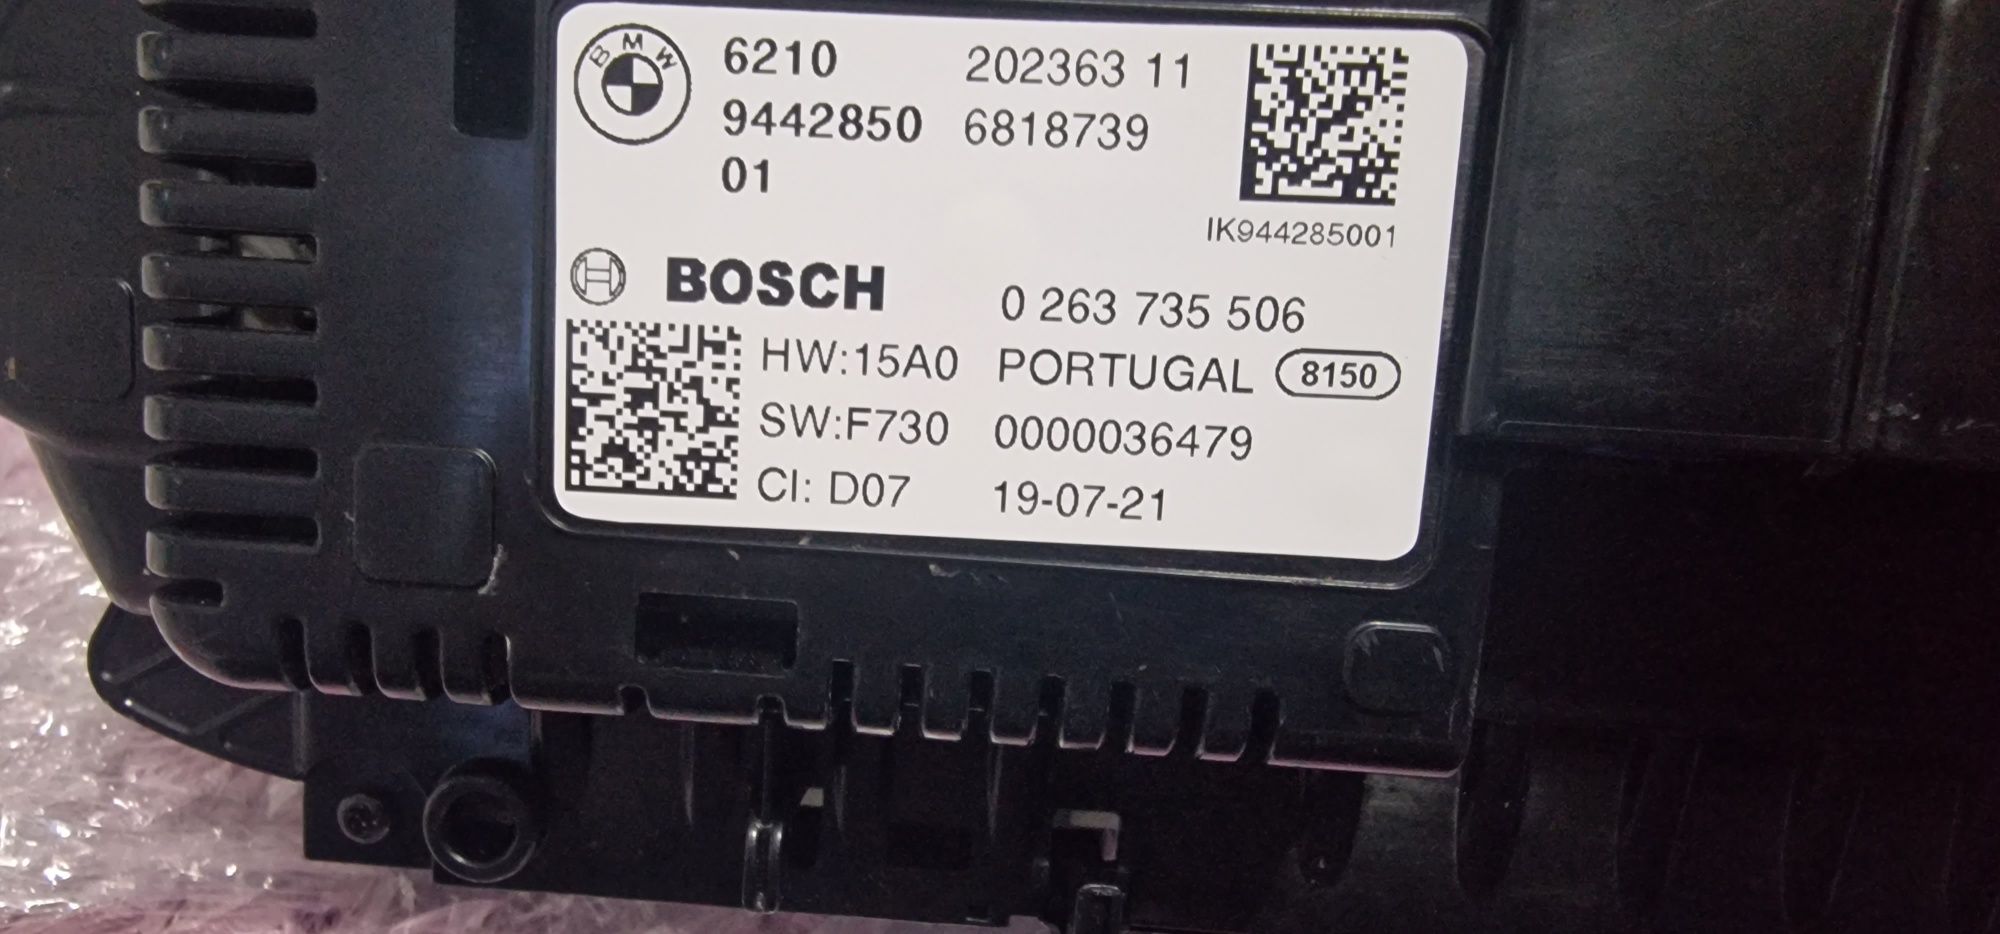 BMW
6210 202363 11
9442850 6818739
01
IK944285001
BOSCH 0 263 735 506
HW:15A0 PORTUGAL 8150
SW:F730 0000036479
CI: D07 19-07-21